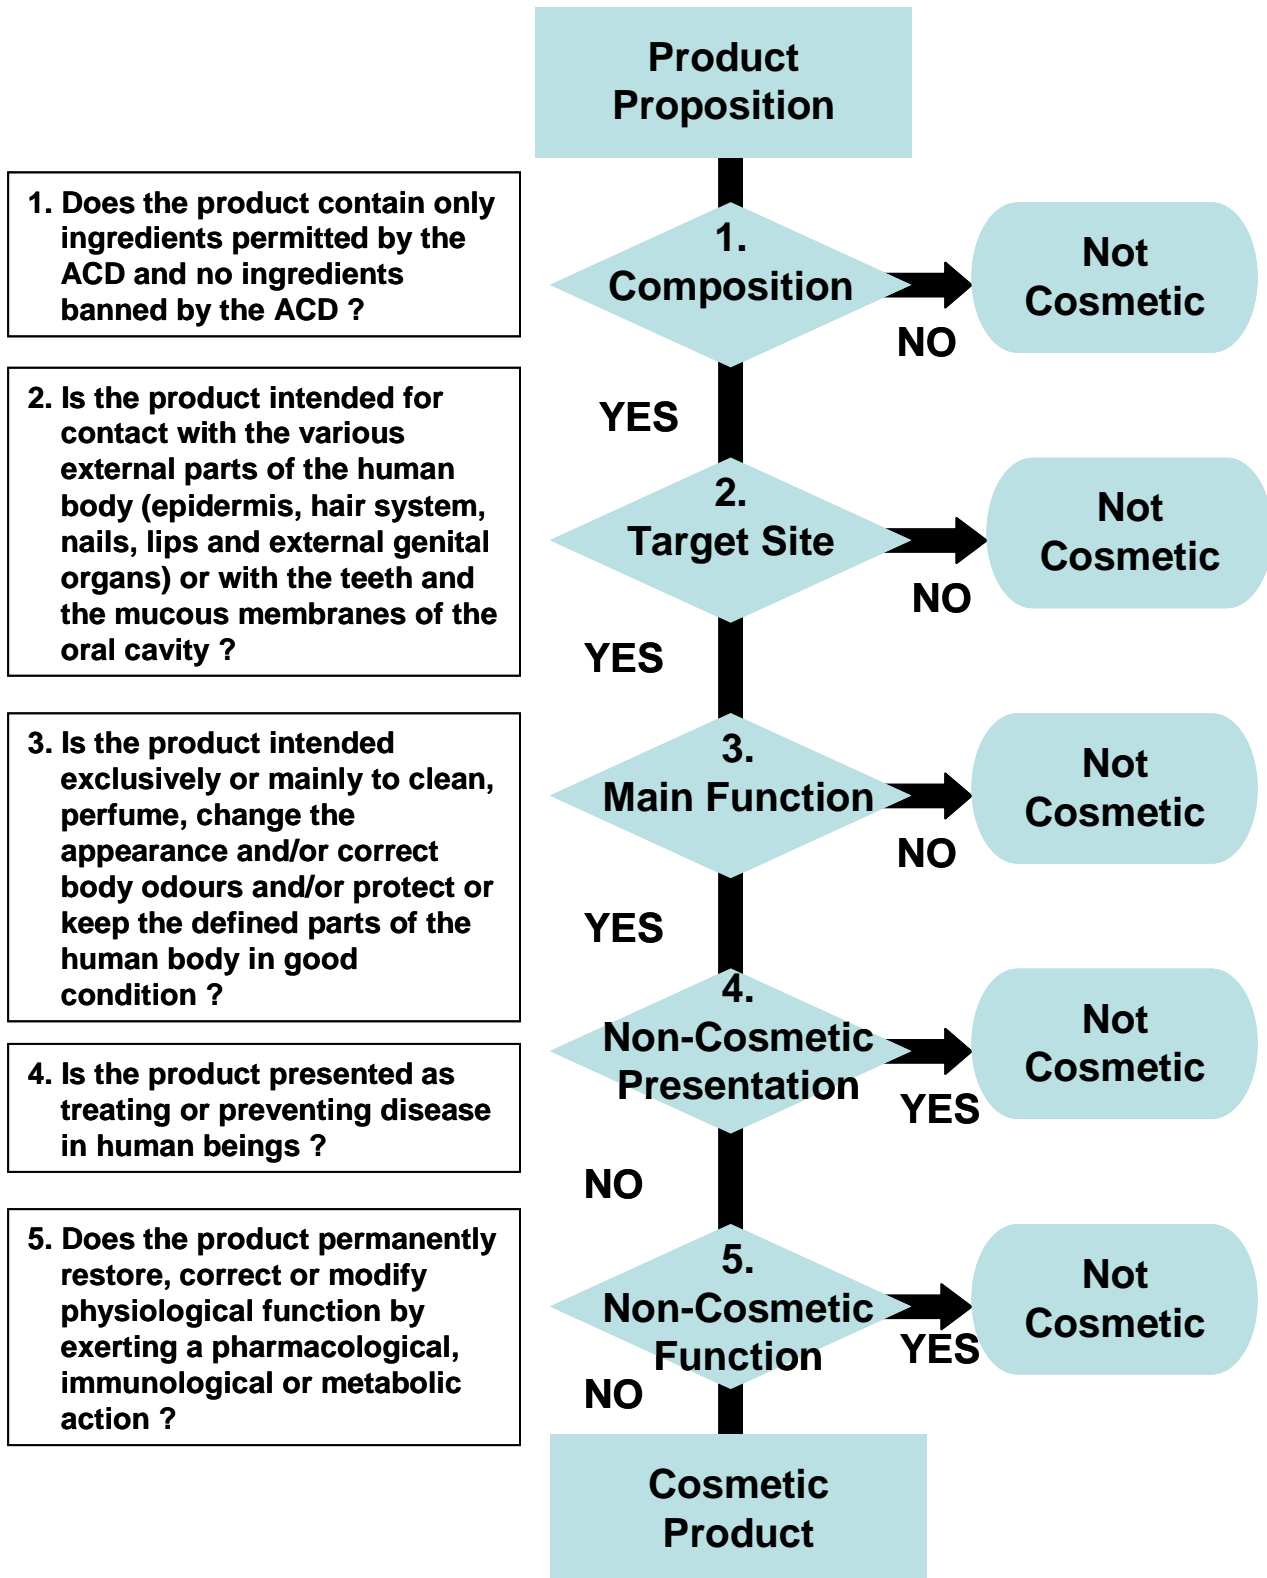 Product
Proposition
1. Does the product contain only
ingredients permitted by the
ACD and no ingredients
banned by the ACD ?
1.
Composition
Not
Cosmetic
NO
YES
2. Is the product intended for
contact with the various
external parts of the human
body (epidermis, hair system,
nails, lips and external genital
organs) or with the teeth and
the mucous membranes of the
oral cavity ?
2.
Target Site
Not
Cosmetic
NO
YES
3. Is the product intended
exclusively or mainly to clean,
perfume, change the
appearance and/or correct
body odours and/or protect or
keep the defined parts of the
human body in good
condition ?
3.
Main Function
Not
Cosmetic
NO
YES
4. Is the product presented as
treating or preventing disease
in human beings ?
4.
Non-Cosmetic
Presentation
Not
Cosmetic
YES
NO
5. Does the product permanently
restore, correct or modify
physiological function by
exerting a pharmacological,
immunological or metabolic
action ?
5.
Non-Cosmetic
Function
Not
Cosmetic
YES
NO
Cosmetic
Product